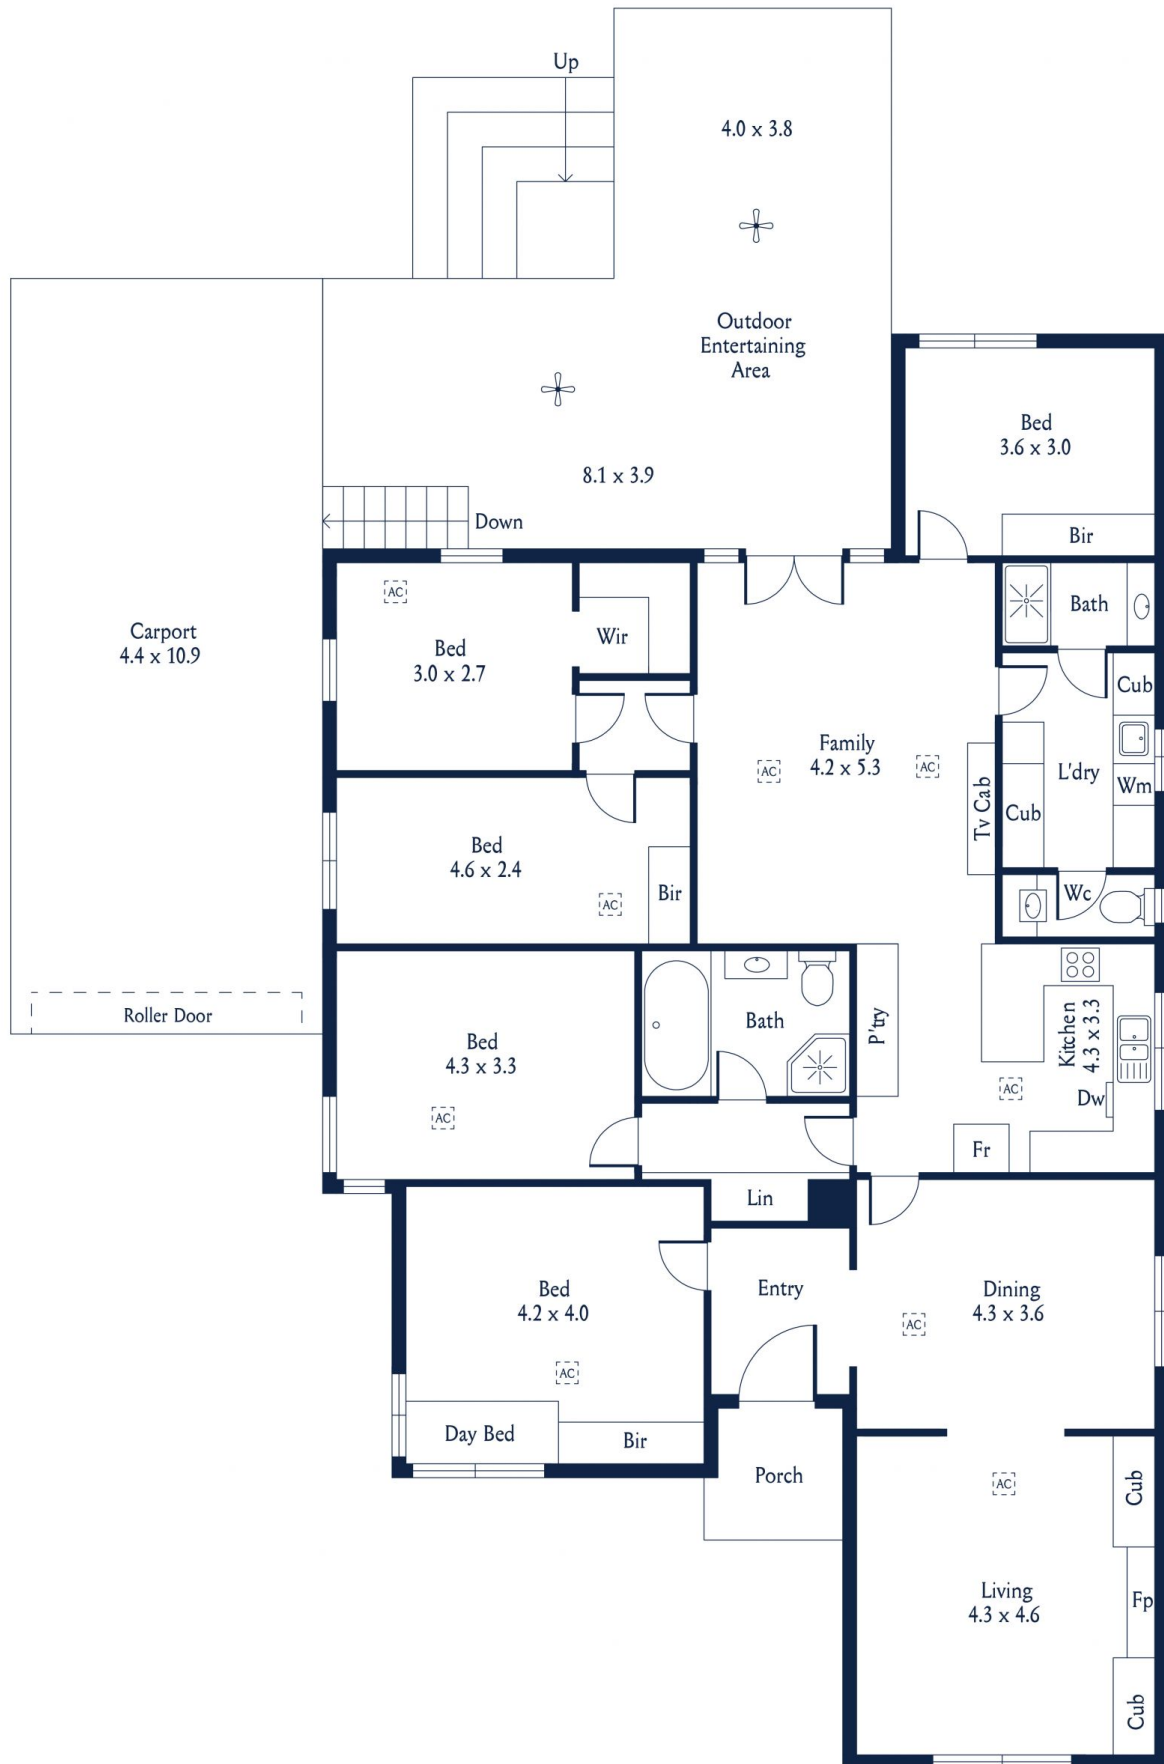 Up
4.0 x 3.8
Outdoor
Entertaining
Area
8.1 x 3.9
Down
Bed
3.6 x 3.0
Bir
Carport
4.4 x 10.9
Roller Door
AC
Bed
3.0 x 2.7
Wir
Bath
Cub
L'dry
Wm
Cub
Wc
Family
4.2 x 5.3
AC
AC
Tv Cab
Bed
4.6 x 2.4
AC
Bir
Bed
4.3 x 3.3
AC
Bath
P'try
Kitchen
4.3 x 3.3
AC
Dw
Fr
Lin
Bed
4.2 x 4.0
AC
Day Bed
Bir
Entry
Porch
Dining
4.3 x 3.6
AC
AC
Living
4.3 x 4.6
Cub
Fp
Cub